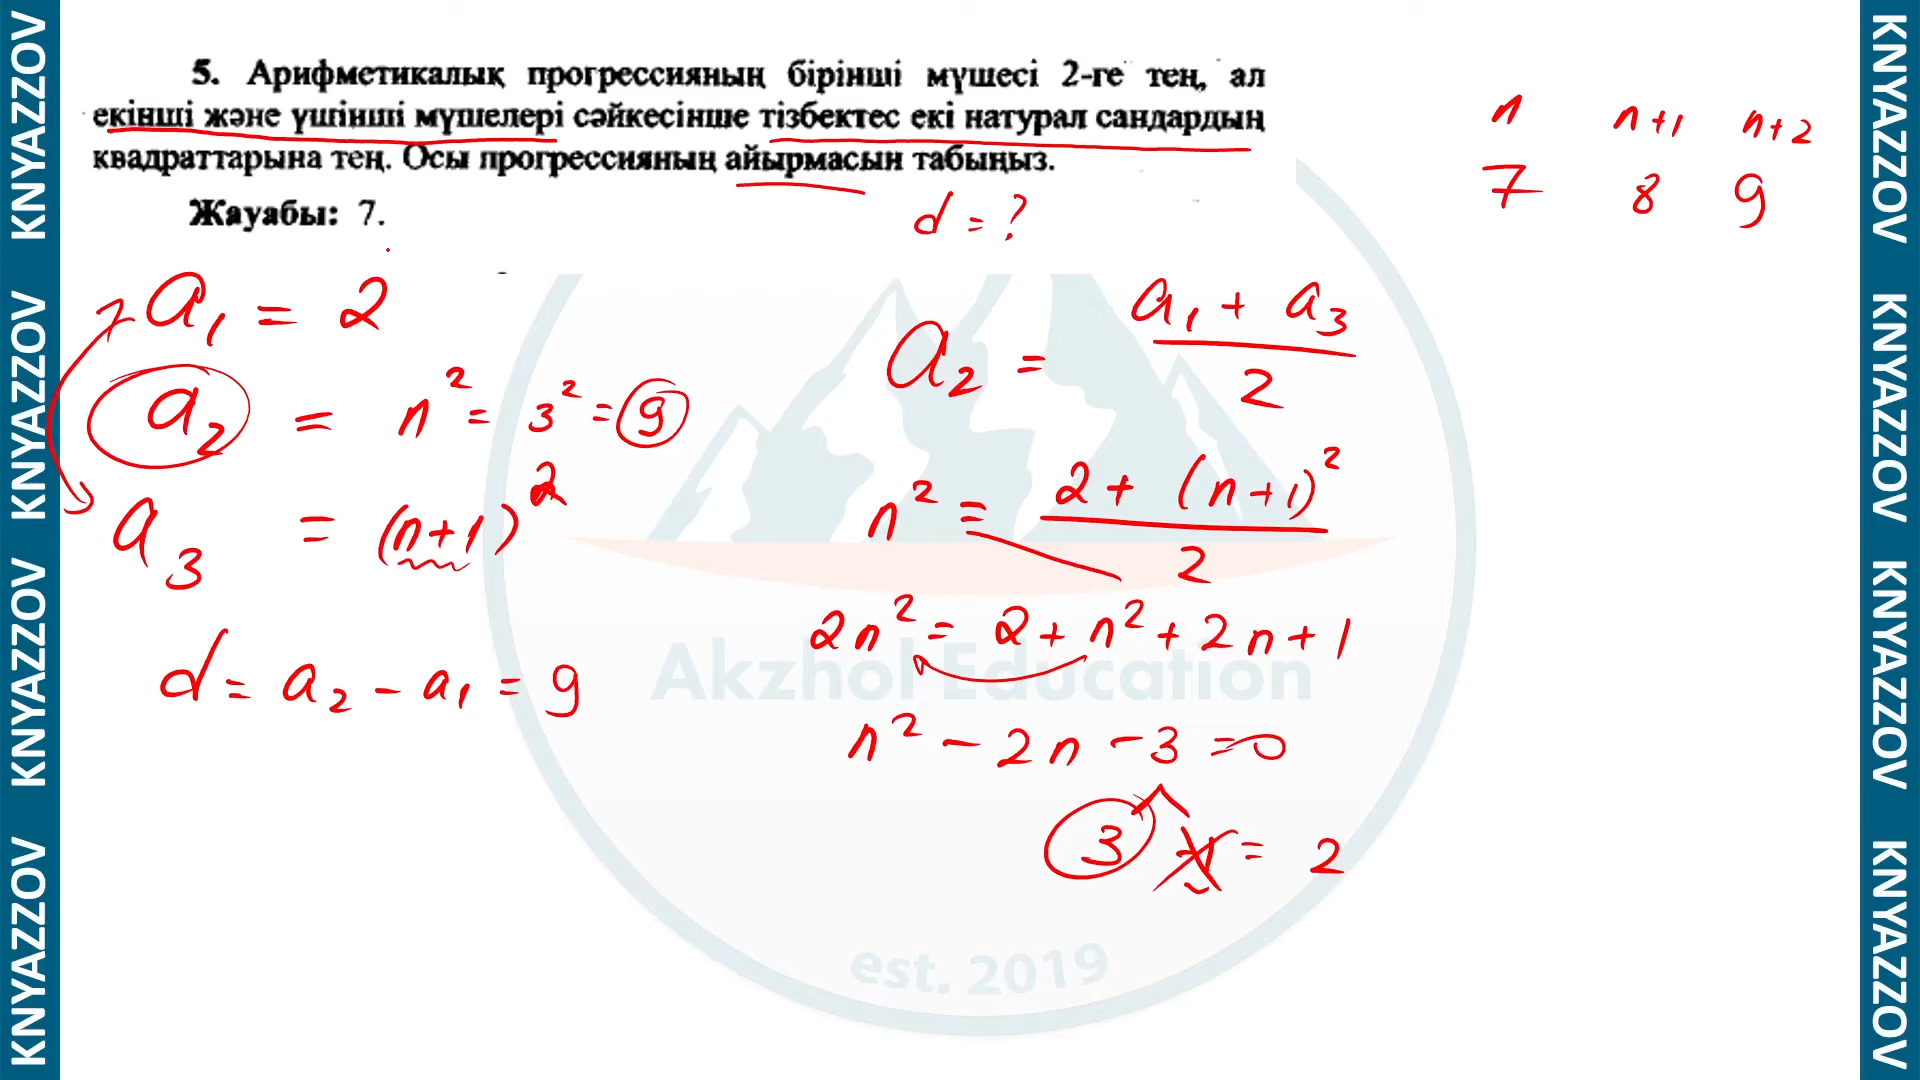 5. Арифметикалық прогрессияның бірінші мүшесі 2-ге тең, ал
екінші және үшінші мүшелері сәйкесінше тізбектес екі натурал сандардың
квадраттарына тең. Осы прогрессияның айырмасын табыңыз.
Жауабы: 7.
n n+1 n+2
7 8 9
d = ?
a₁ = 2
a₂ = n² = 3² = 9
a₃ = (n+1)²
d = a₂ - a₁ = 9
a₂ = (a₁ + a₃)/2
n² = (2 + (n+1)²)/2
2n² = 2 + n² + 2n + 1
n² - 2n - 3 = 0
3 -1 = 2
Akzhol Education
est. 2019
KNYAZZOV KNYAZZOV KNYAZZOV KNYAZZOV
KNYAZZOV KNYAZZOV KNYAZZOV KNYAZZOV